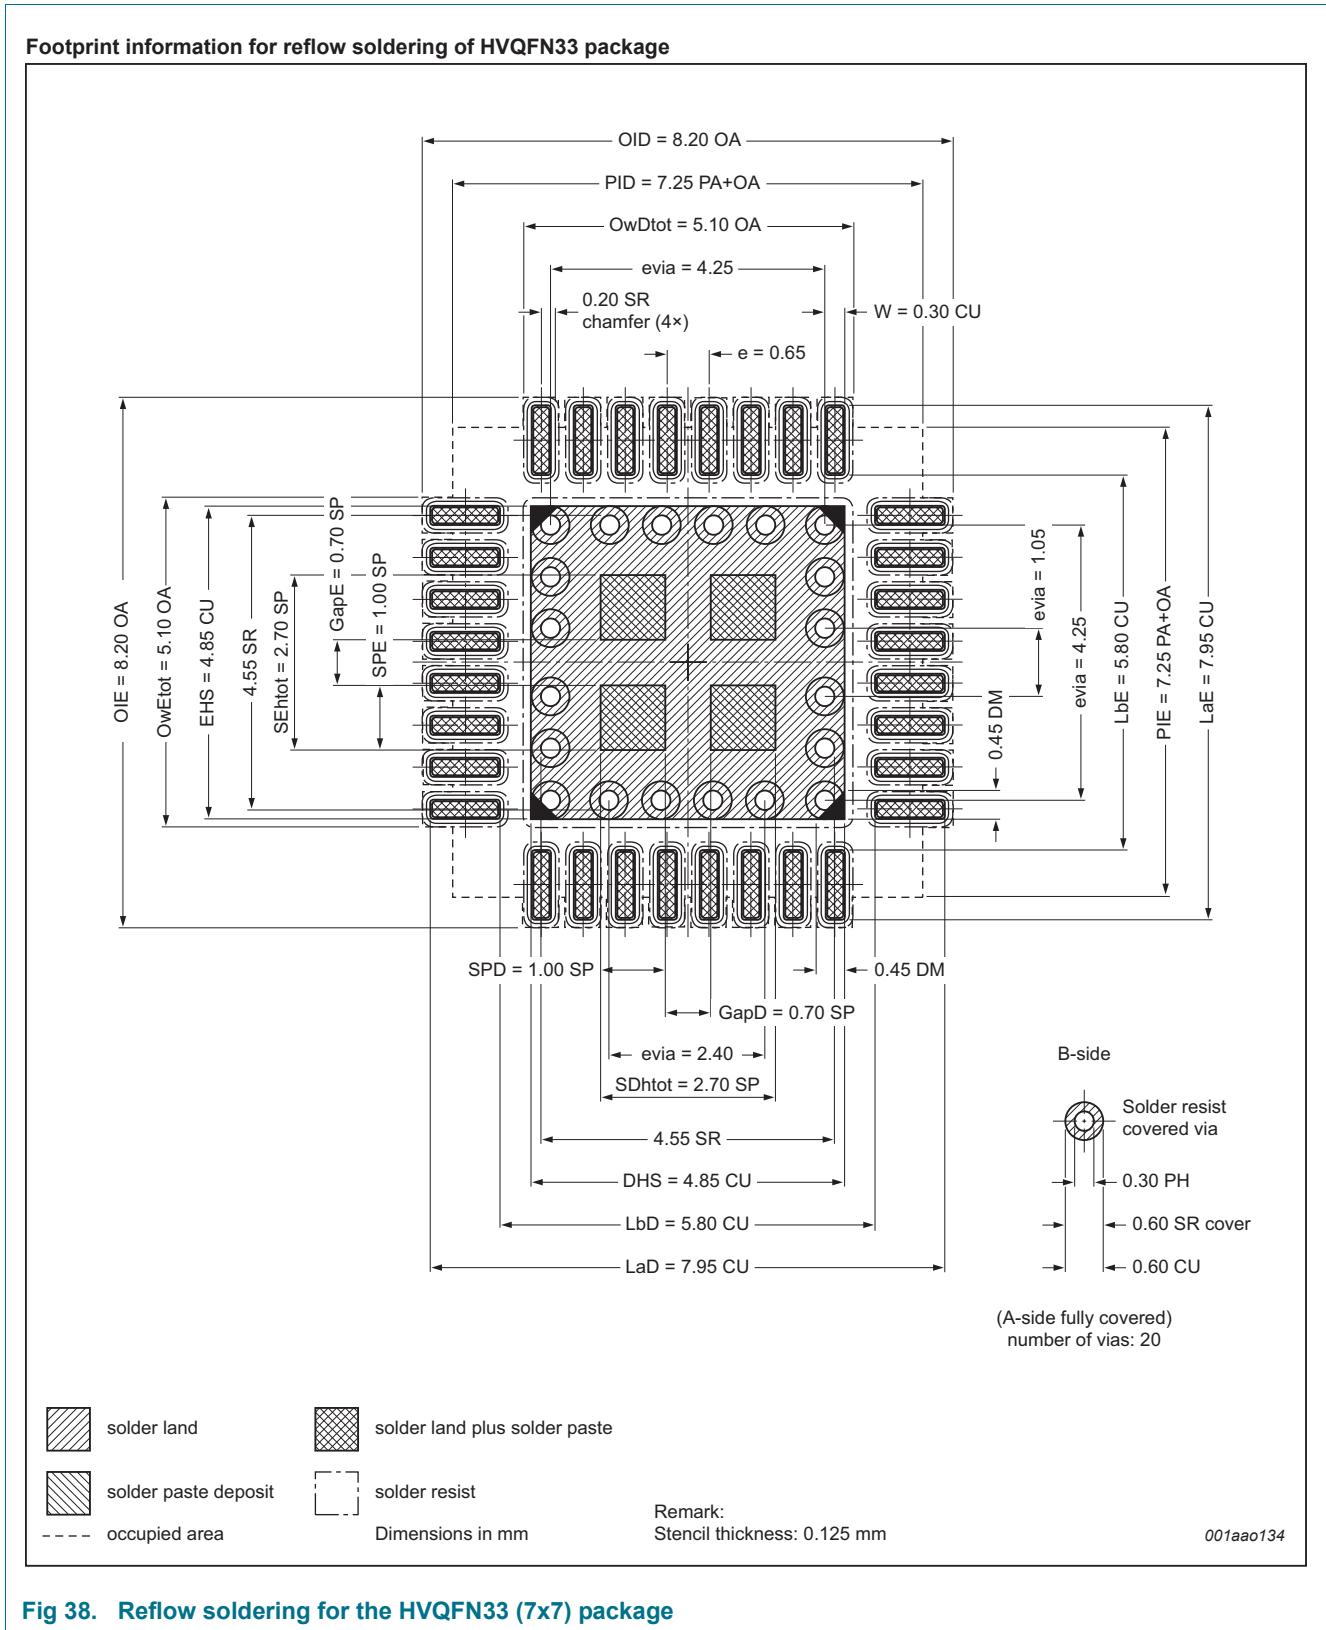 Footprint information for reflow soldering of HVQFN33 package
OID = 8.20 OA
PID = 7.25 PA+OA
OwDtot = 5.10 OA
evia = 4.25
0.20 SR
chamfer (4×)
W = 0.30 CU
e = 0.65
OIE = 8.20 OA
OwEtot = 5.10 OA
EHS = 4.85 CU
4.55 SR
SEhtot = 2.70 SP
GapE = 0.70 SP
SPE = 1.00 SP
evia = 1.05
0.45 DM
evia = 4.25
LbE = 5.80 CU
PIE = 7.25 PA+OA
LaE = 7.95 CU
SPD = 1.00 SP
0.45 DM
GapD = 0.70 SP
evia = 2.40
SDhtot = 2.70 SP
4.55 SR
DHS = 4.85 CU
LbD = 5.80 CU
LaD = 7.95 CU
B-side
Solder resist
covered via
0.30 PH
0.60 SR cover
0.60 CU
(A-side fully covered)
number of vias: 20
solder land
solder land plus solder paste
solder paste deposit
solder resist
occupied area
Dimensions in mm
Remark:
Stencil thickness: 0.125 mm
001aao134
Fig 38. Reflow soldering for the HVQFN33 (7x7) package